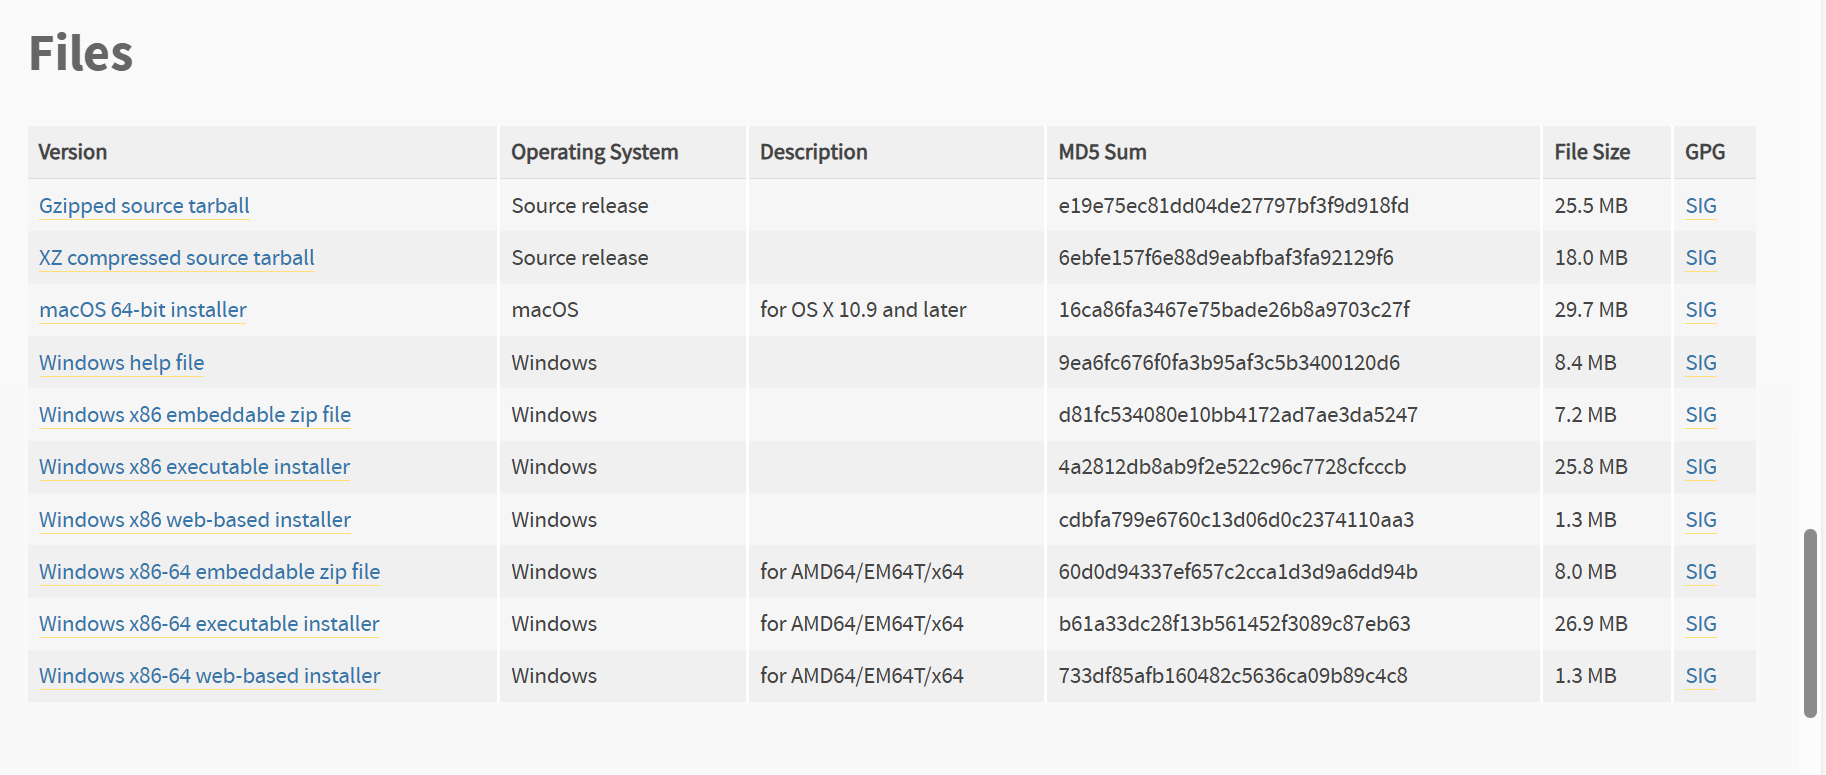 Files
Version Operating System Description MD5 Sum File Size GPG
Gzipped source tarball Source release e19e75ec81dd04de27797bf3f9d918fd 25.5 MB SIG
XZ compressed source tarball Source release 6ebfe157f6e88d9eabfbaf3fa92129f6 18.0 MB SIG
macOS 64-bit installer macOS for OS X 10.9 and later 16ca86fa3467e75bade26b8a9703c27f 29.7 MB SIG
Windows help file Windows 9ea6fc676f0fa3b95af3c5b3400120d6 8.4 MB SIG
Windows x86 embeddable zip file Windows d81fc534080e10bb4172ad7ae3da5247 7.2 MB SIG
Windows x86 executable installer Windows 4a2812db8ab9f2e522c96c7728cfcccb 25.8 MB SIG
Windows x86 web-based installer Windows cdbfa799e6760c13d06d0c2374110aa3 1.3 MB SIG
Windows x86-64 embeddable zip file Windows for AMD64/EM64T/x64 60d0d94337ef657c2cca1d3d9a6dd94b 8.0 MB SIG
Windows x86-64 executable installer Windows for AMD64/EM64T/x64 b61a33dc28f13b561452f3089c87eb63 26.9 MB SIG
Windows x86-64 web-based installer Windows for AMD64/EM64T/x64 733df85afb160482c5636ca09b89c4c8 1.3 MB SIG